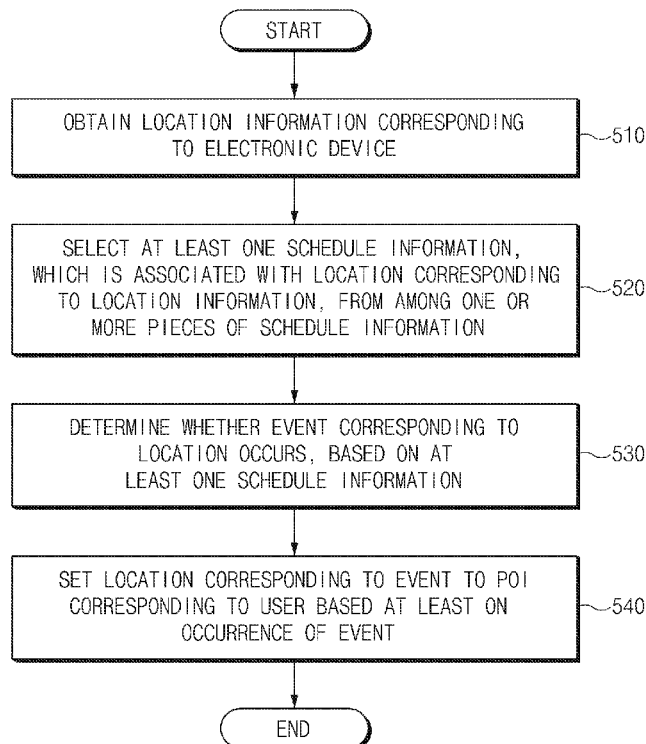 START
OBTAIN LOCATION INFORMATION CORRESPONDING
TO ELECTRONIC DEVICE
510
SELECT AT LEAST ONE SCHEDULE INFORMATION,
WHICH IS ASSOCIATED WITH LOCATION CORRESPONDING
TO LOCATION INFORMATION, FROM AMONG ONE OR
MORE PIECES OF SCHEDULE INFORMATION
520
DETERMINE WHETHER EVENT CORRESPONDING TO
LOCATION OCCURS, BASED ON AT
LEAST ONE SCHEDULE INFORMATION
530
SET LOCATION CORRESPONDING TO EVENT TO POI
CORRESPONDING TO USER BASED AT LEAST ON
OCCURRENCE OF EVENT
540
END